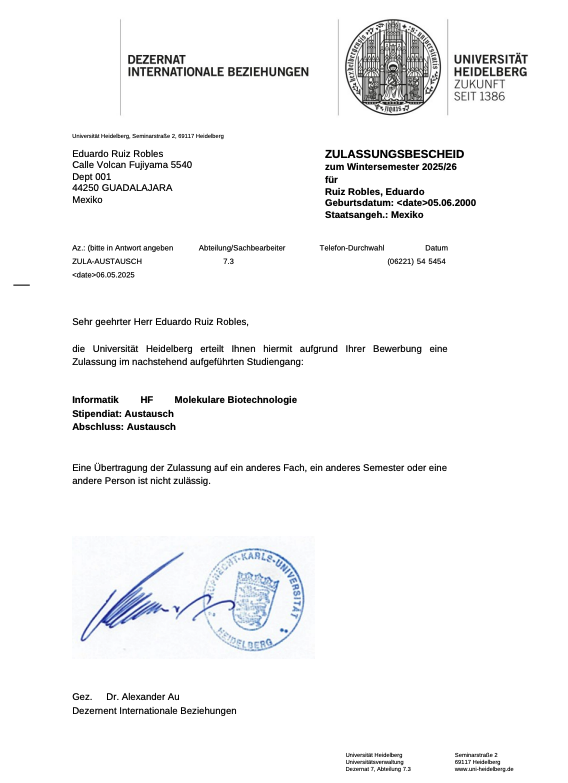 DEZERNAT
INTERNATIONALE BEZIEHUNGEN
UNIVERSITÄT
HEIDELBERG
ZUKUNFT
SEIT 1386
Universität Heidelberg, Seminarstraße 2, 69117 Heidelberg
Eduardo Ruiz Robles
Calle Volcan Fujiyama 5540
Dept 001
44250 GUADALAJARA
Mexiko
ZULASSUNGSBESCHEID
zum Wintersemester 2025/26
für
Ruiz Robles, Eduardo
Geburtsdatum: <date>05.06.2000
Staatsangeh.: Mexiko
Az.: (bitte in Antwort angeben Abteilung/Sachbearbeiter Telefon-Durchwahl Datum
ZULA-AUSTAUSCH 7.3 (06221) 54 5454
<date>06.05.2025
Sehr geehrter Herr Eduardo Ruiz Robles,
die Universität Heidelberg erteilt Ihnen hiermit aufgrund Ihrer Bewerbung eine
Zulassung im nachstehend aufgeführten Studiengang:
Informatik HF Molekulare Biotechnologie
Stipendiat: Austausch
Abschluss: Austausch
Eine Übertragung der Zulassung auf ein anderes Fach, ein anderes Semester oder eine
andere Person ist nicht zulässig.
RUPRECHT-KARLS-UNIVERSITÄT
HEIDELBERG
Gez. Dr. Alexander Au
Dezement Internationale Beziehungen
Universität Heidelberg Seminarstraße 2
Universitätsverwaltung 69117 Heidelberg
Dezernat 7, Abteilung 7.3 www.uni-heidelberg.de